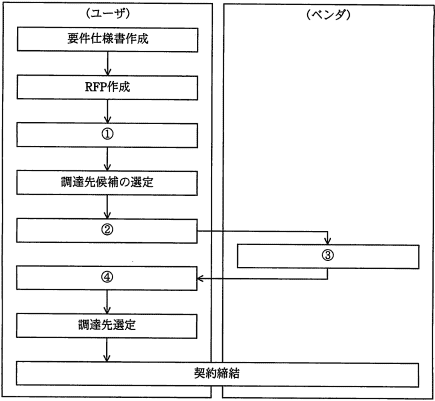 (ユーザ)
(ベンダ)
要件仕様書作成
RFP作成
①
調達先候補の選定
②
③
④
調達先選定
契約締結